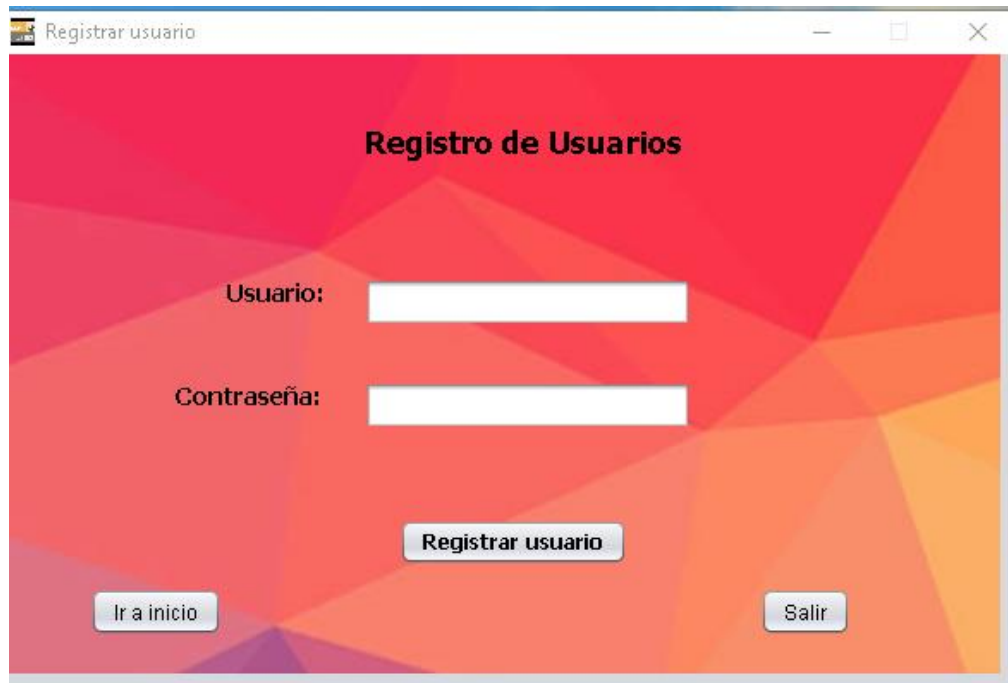 Registrar usuario
Registro de Usuarios
Usuario:
Contraseña:
Registrar usuario
Ir a inicio
Salir